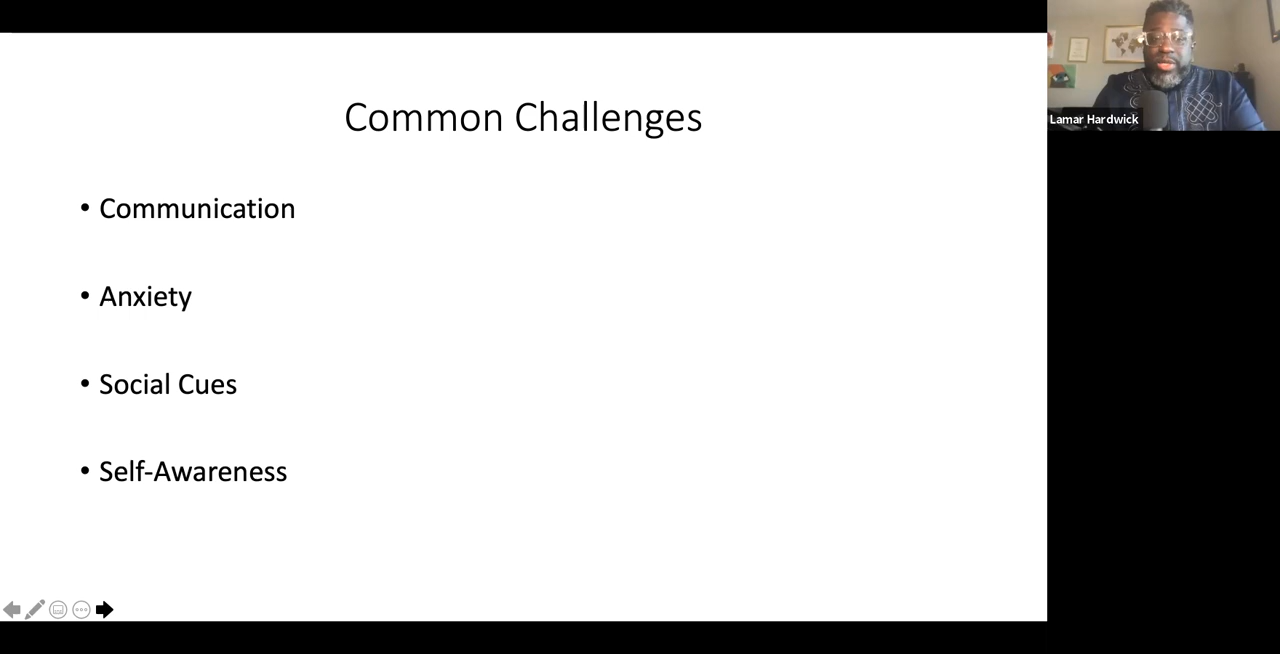 Common Challenges
• Communication
• Anxiety
• Social Cues
• Self-Awareness
Lamar Hardwick